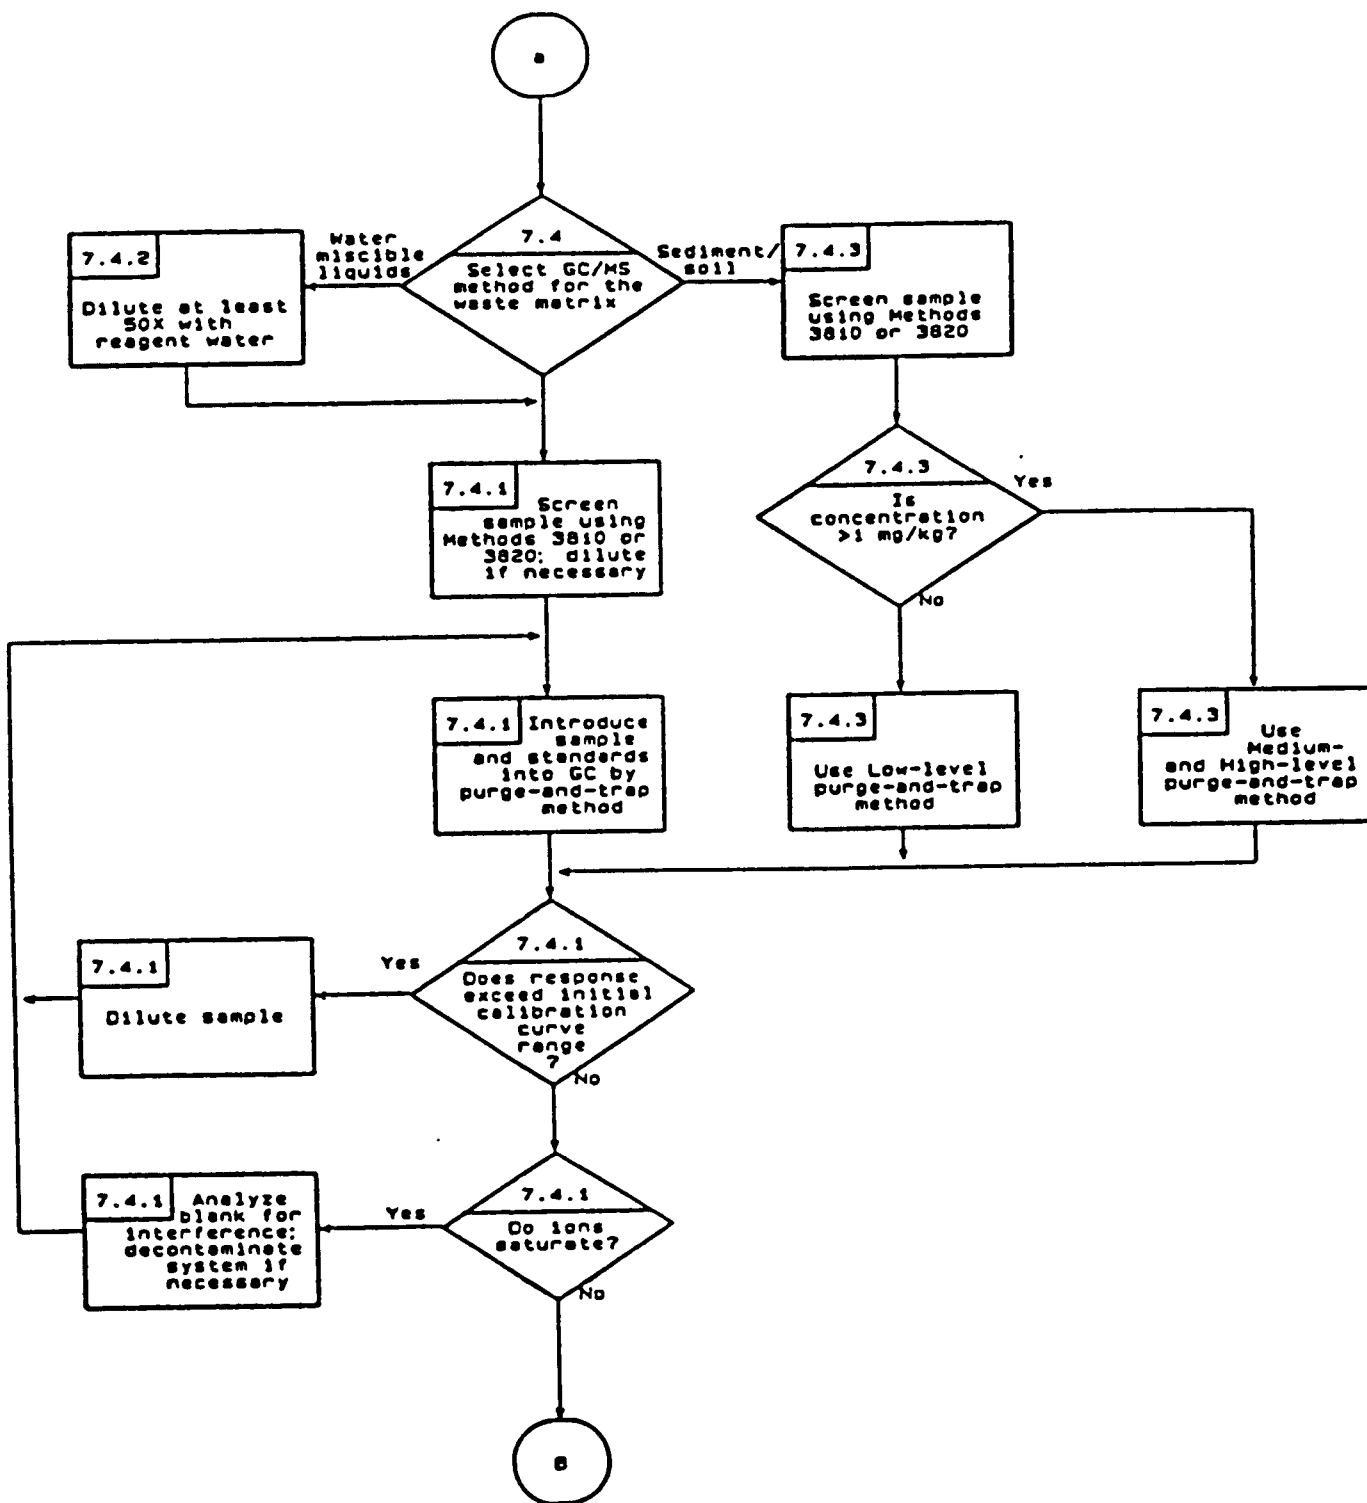 a
7.4
Select GC/MS
method for the
waste matrix
Water
miscible
liquids
7.4.2
Dilute at least
50X with
reagent water
Sediment/
soil
7.4.3
Screen sample
using Methods
3810 or 3820
7.4.1
Screen
sample using
Methods 3810 or
3820; dilute
if necessary
7.4.3
Is
concentration
>1 mg/kg?
Yes
No
7.4.1
Introduce
sample
and standards
into GC by
purge-and-trap
method
7.4.3
Use Low-level
purge-and-trap
method
7.4.3
Use
Medium-
and High-level
purge-and-trap
method
7.4.1
Does response
exceed initial
calibration
curve
range
?
Yes
No
7.4.1
Dilute sample
7.4.1
Do ions
saturate?
Yes
No
7.4.1
Analyze
blank for
interference;
decontaminate
system if
necessary